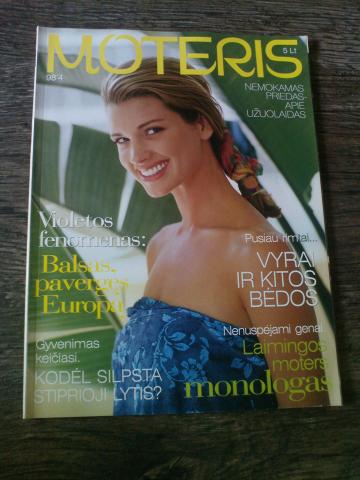 MOTERIS
98'4
5 Lt
NEMOKAMAS
PRIEDAS-
APIE
UŽUOLAIDAS
Violetos
fenomenas:
Balsas,
pavergęs
Europą
Pusiau rimtai...
VYRAI
IR KITOS
BĖDOS
Gyvenimas
keičiasi.
KODĖL SILPSTA
STIPRIOJI LYTIS?
Nenuspėjami genai.
Laimingos
moters
monologas